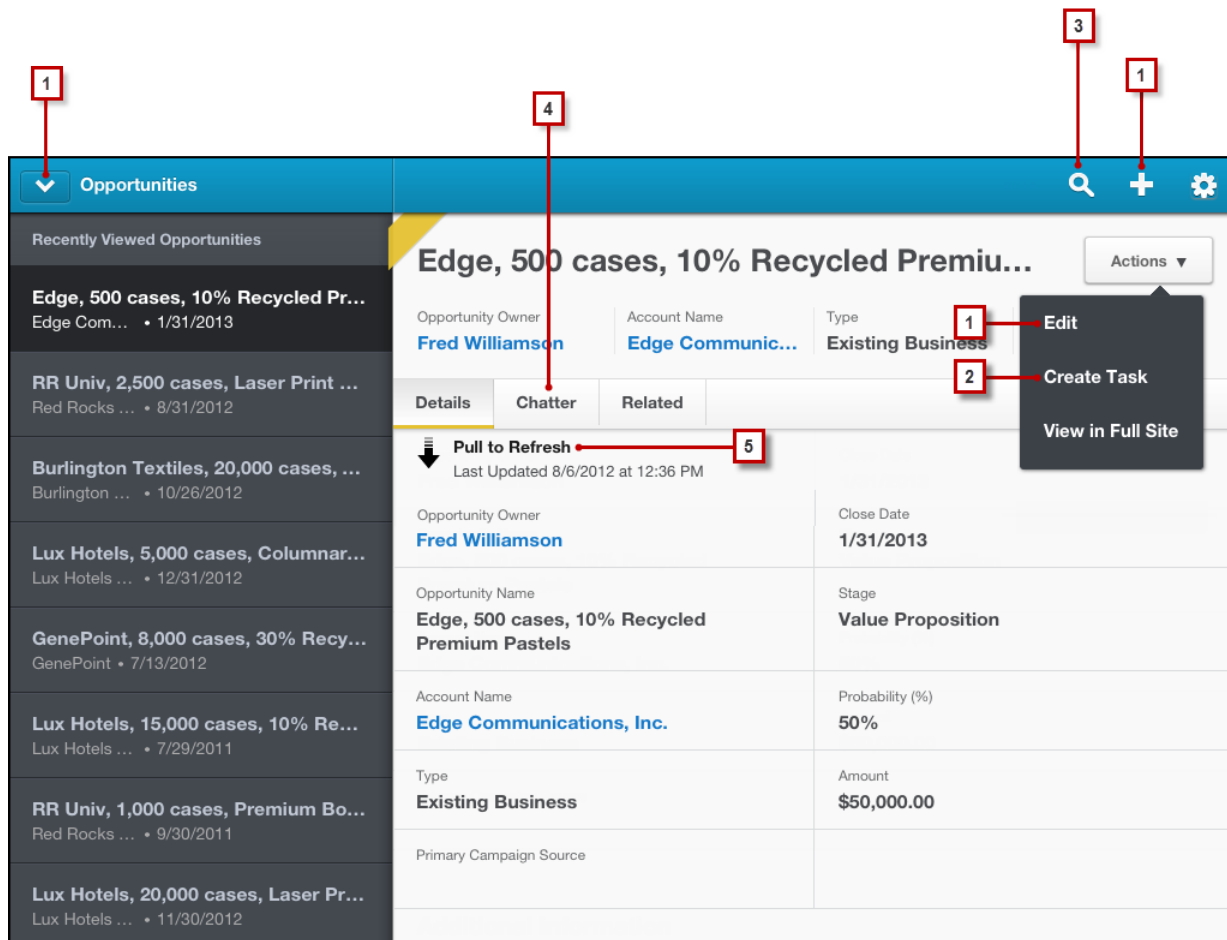 3
1
1
4
Opportunities
Recently Viewed Opportunities
Edge, 500 cases, 10% Recycled Pr...
Edge Com... • 1/31/2013
RR Univ, 2,500 cases, Laser Print ...
Red Rocks ... • 8/31/2012
Burlington Textiles, 20,000 cases, ...
Burlington ... • 10/26/2012
Lux Hotels, 5,000 cases, Columnar...
Lux Hotels ... • 12/31/2012
GenePoint, 8,000 cases, 30% Recy...
GenePoint • 7/13/2012
Lux Hotels, 15,000 cases, 10% Re...
Lux Hotels ... • 7/29/2011
RR Univ, 1,000 cases, Premium Bo...
Red Rocks ... • 9/30/2011
Lux Hotels, 20,000 cases, Laser Pr...
Lux Hotels ... • 11/30/2012
Edge, 500 cases, 10% Recycled Premiu...
Actions ▼
Opportunity Owner
Fred Williamson
Account Name
Edge Communic...
Type
Existing Business
1
Edit
2
Create Task
View in Full Site
Details
Chatter
Related
Pull to Refresh
5
Last Updated 8/6/2012 at 12:36 PM
Opportunity Owner
Fred Williamson
Close Date
1/31/2013
Opportunity Name
Edge, 500 cases, 10% Recycled
Premium Pastels
Stage
Value Proposition
Account Name
Edge Communications, Inc.
Probability (%)
50%
Type
Existing Business
Amount
$50,000.00
Primary Campaign Source